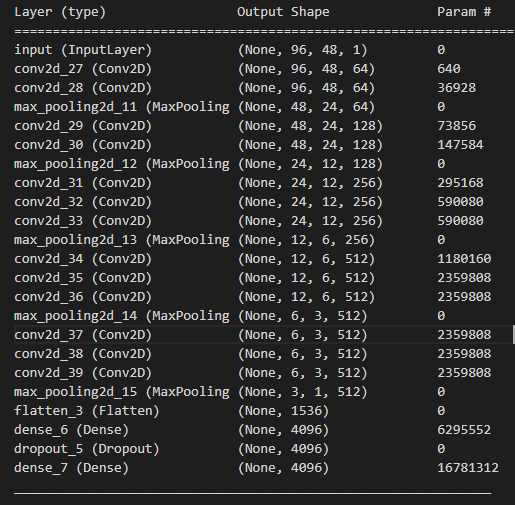 Layer (type) Output Shape Param #
=================================================================
input (InputLayer) (None, 96, 48, 1) 0
conv2d_27 (Conv2D) (None, 96, 48, 64) 640
conv2d_28 (Conv2D) (None, 96, 48, 64) 36928
max_pooling2d_11 (MaxPooling (None, 48, 24, 64) 0
conv2d_29 (Conv2D) (None, 48, 24, 128) 73856
conv2d_30 (Conv2D) (None, 48, 24, 128) 147584
max_pooling2d_12 (MaxPooling (None, 24, 12, 128) 0
conv2d_31 (Conv2D) (None, 24, 12, 256) 295168
conv2d_32 (Conv2D) (None, 24, 12, 256) 590080
conv2d_33 (Conv2D) (None, 24, 12, 256) 590080
max_pooling2d_13 (MaxPooling (None, 12, 6, 256) 0
conv2d_34 (Conv2D) (None, 12, 6, 512) 1180160
conv2d_35 (Conv2D) (None, 12, 6, 512) 2359808
conv2d_36 (Conv2D) (None, 12, 6, 512) 2359808
max_pooling2d_14 (MaxPooling (None, 6, 3, 512) 0
conv2d_37 (Conv2D) (None, 6, 3, 512) 2359808
conv2d_38 (Conv2D) (None, 6, 3, 512) 2359808
conv2d_39 (Conv2D) (None, 6, 3, 512) 2359808
max_pooling2d_15 (MaxPooling (None, 3, 1, 512) 0
flatten_3 (Flatten) (None, 1536) 0
dense_6 (Dense) (None, 4096) 6295552
dropout_5 (Dropout) (None, 4096) 0
dense_7 (Dense) (None, 4096) 16781312